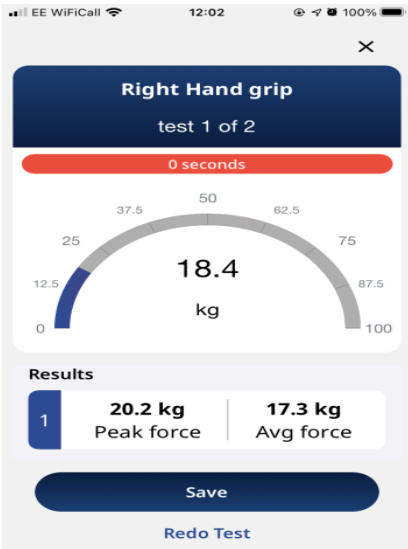 EE WiFiCall 12:02 100%
×
Right Hand grip
test 1 of 2
0 seconds
50
37.5 62.5
25 75
18.4
12.5 87.5
kg
0 100
Results
1 20.2 kg 17.3 kg
Peak force Avg force
Save
Redo Test